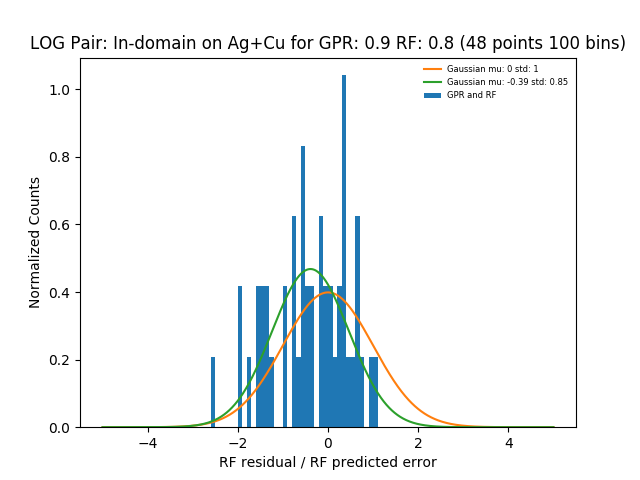 LOG Pair: In-domain on Ag+Cu for GPR: 0.9 RF: 0.8 (48 points 100 bins)
Gaussian mu: 0 std: 1
Gaussian mu: -0.39 std: 0.85
GPR and RF
Normalized Counts
1.0
0.8
0.6
0.4
0.2
0.0
−4
−2
0
2
4
RF residual / RF predicted error